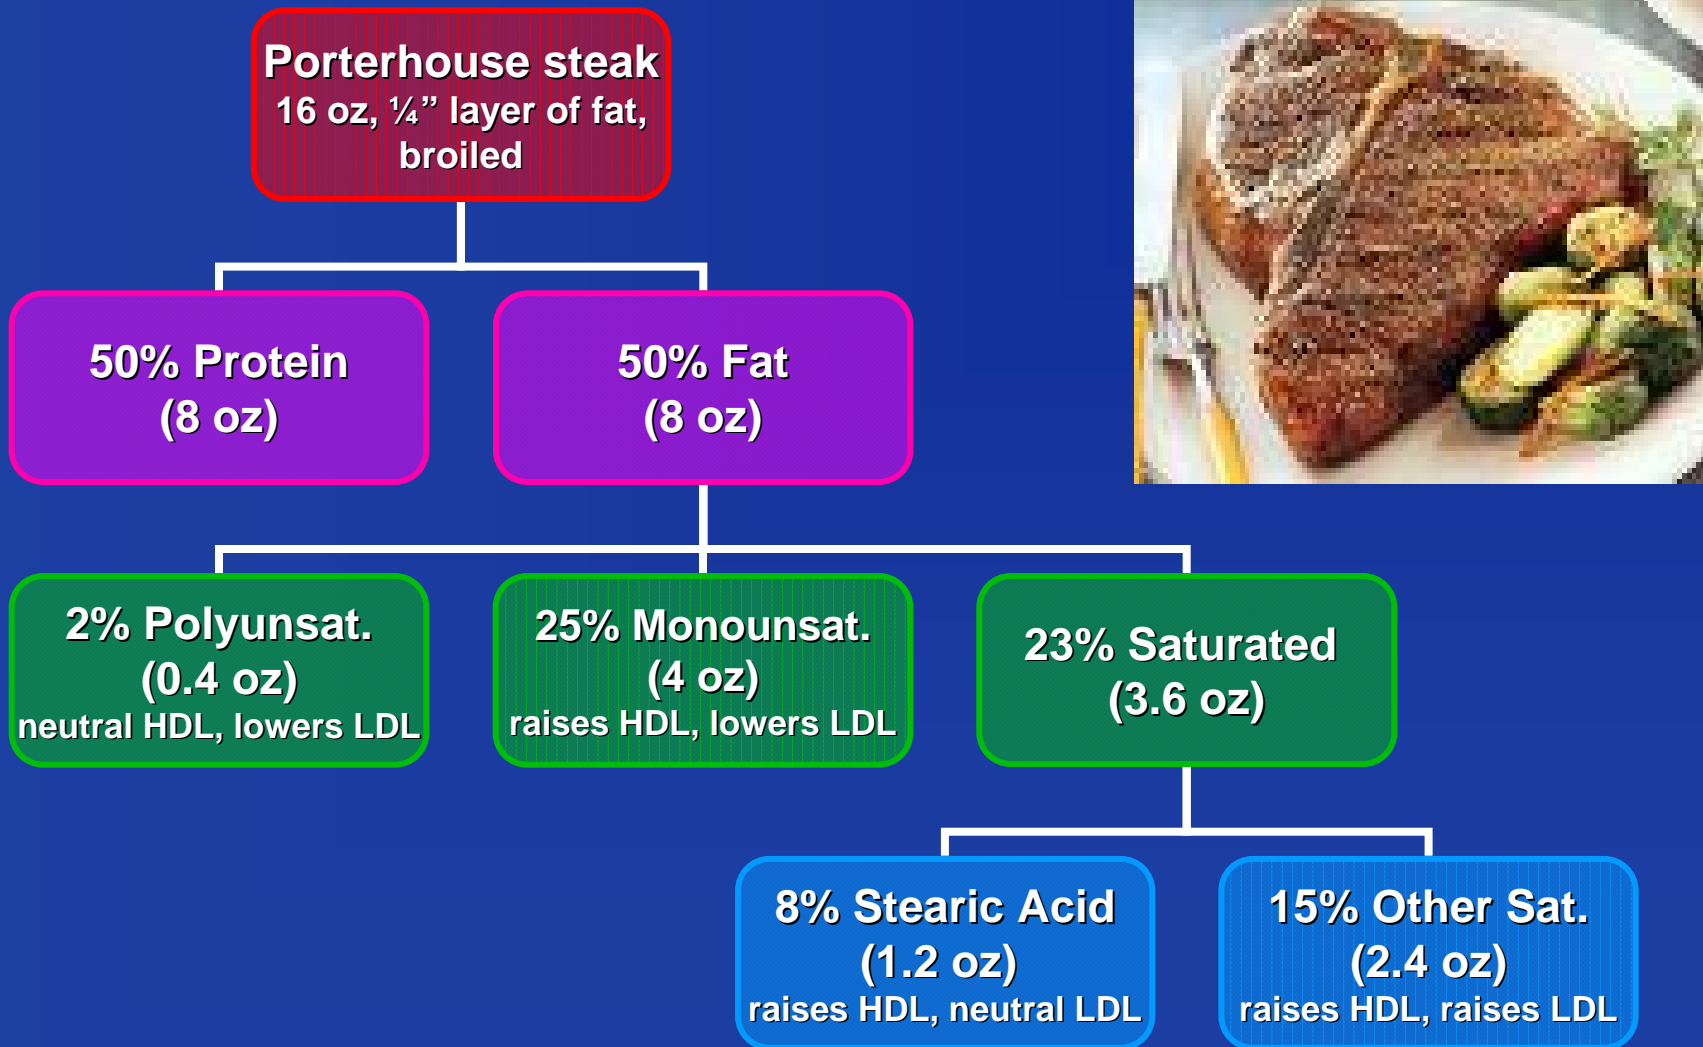 Porterhouse steak
16 oz, ¼” layer of fat,
broiled
50% Protein
(8 oz)
50% Fat
(8 oz)
2% Polyunsat.
(0.4 oz)
neutral HDL, lowers LDL
25% Monounsat.
(4 oz)
raises HDL, lowers LDL
23% Saturated
(3.6 oz)
8% Stearic Acid
(1.2 oz)
raises HDL, neutral LDL
15% Other Sat.
(2.4 oz)
raises HDL, raises LDL